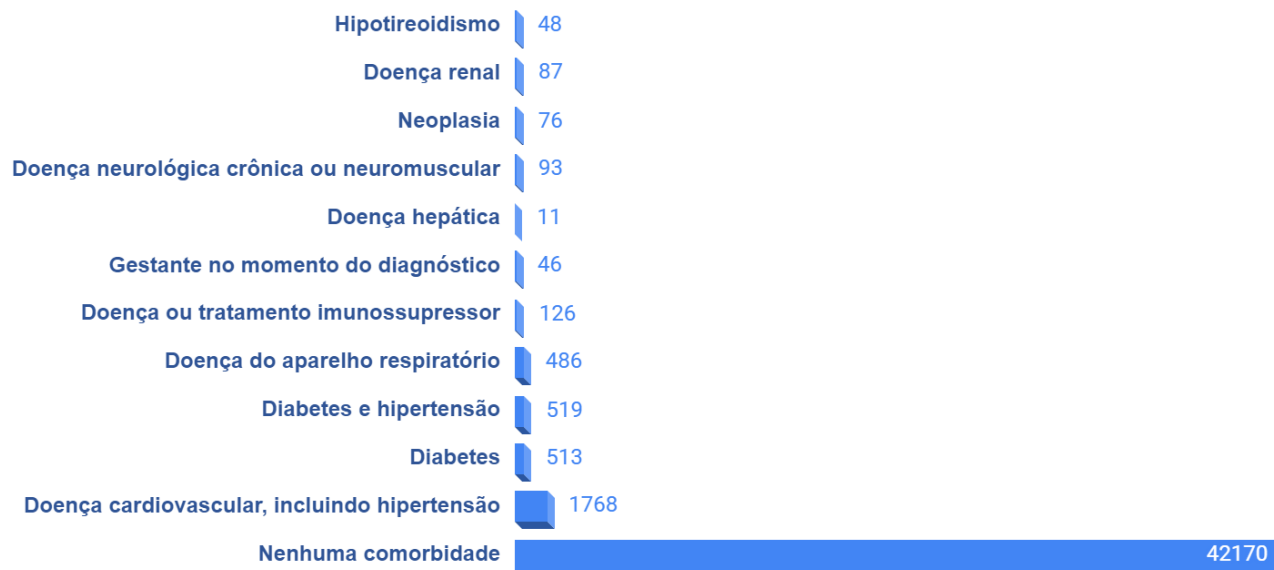 Hipotireoidismo 48
Doença renal 87
Neoplasia 76
Doença neurológica crônica ou neuromuscular 93
Doença hepática 11
Gestante no momento do diagnóstico 46
Doença ou tratamento imunossupressor 126
Doença do aparelho respiratório 486
Diabetes e hipertensão 519
Diabetes 513
Doença cardiovascular, incluindo hipertensão 1768
Nenhuma comorbidade 42170